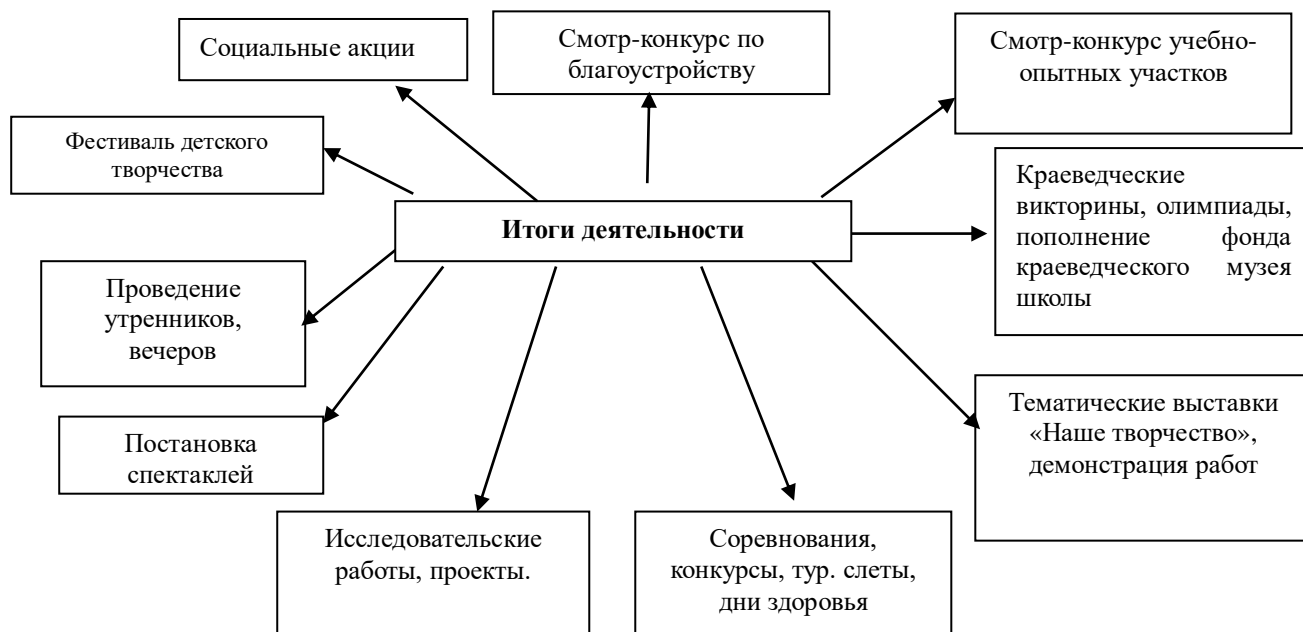 Социальные акции
Смотр-конкурс по
благоустройству
Смотр-конкурс учебно-
опытных участков
Фестиваль детского
творчества
Краеведческие
викторины, олимпиады,
пополнение фонда
краеведческого музея
школы
Итоги деятельности
Проведение
утренников,
вечеров
Тематические выставки
«Наше творчество»,
демонстрация работ
Постановка
спектаклей
Исследовательские
работы, проекты.
Соревнования,
конкурсы, тур. слеты,
дни здоровья